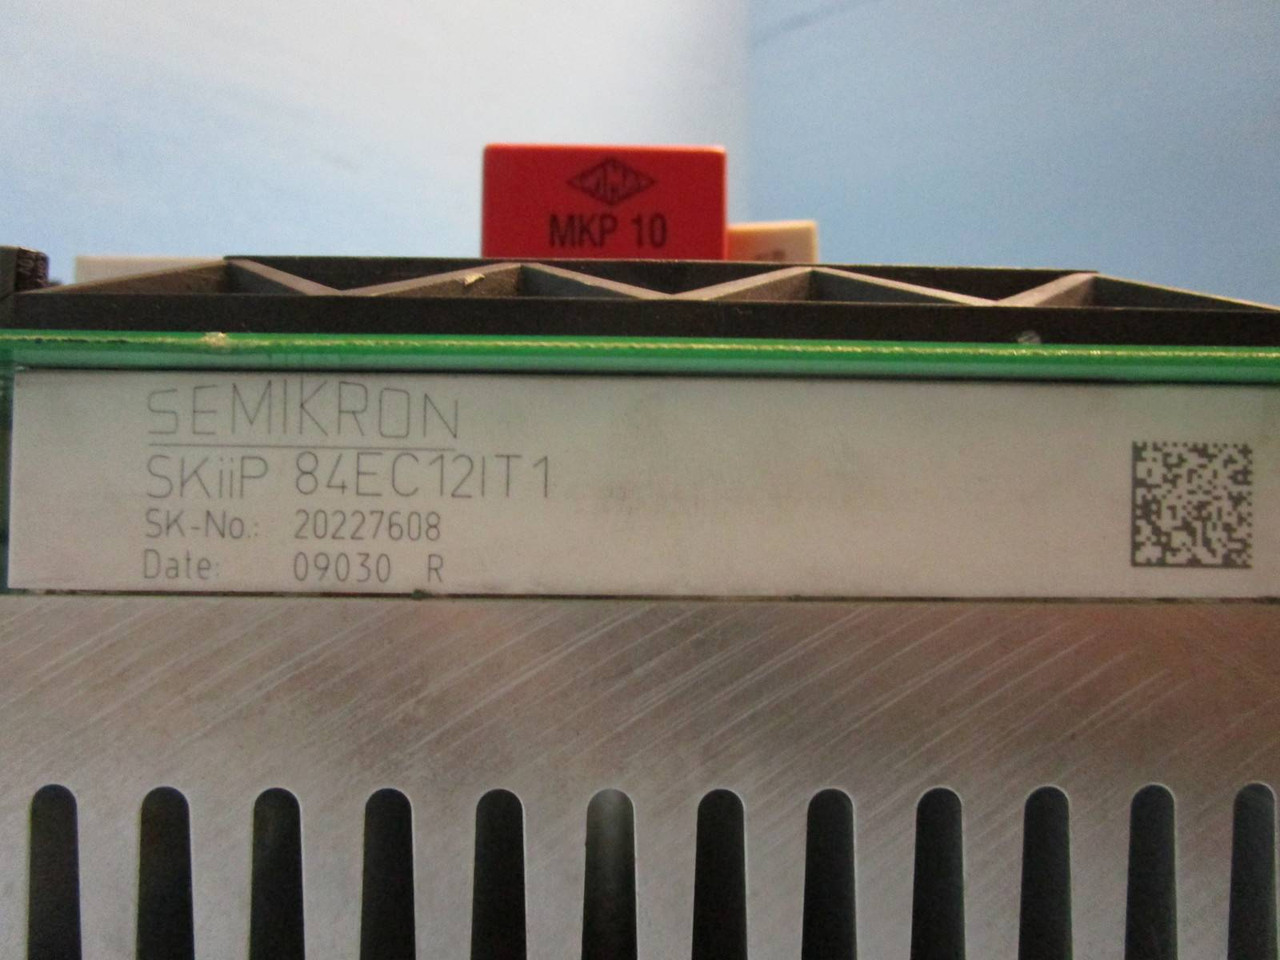 MKP 10
SEMIKRON
SKiiP 84EC12IT1
SK-No.: 20227608
Date: 09030 R